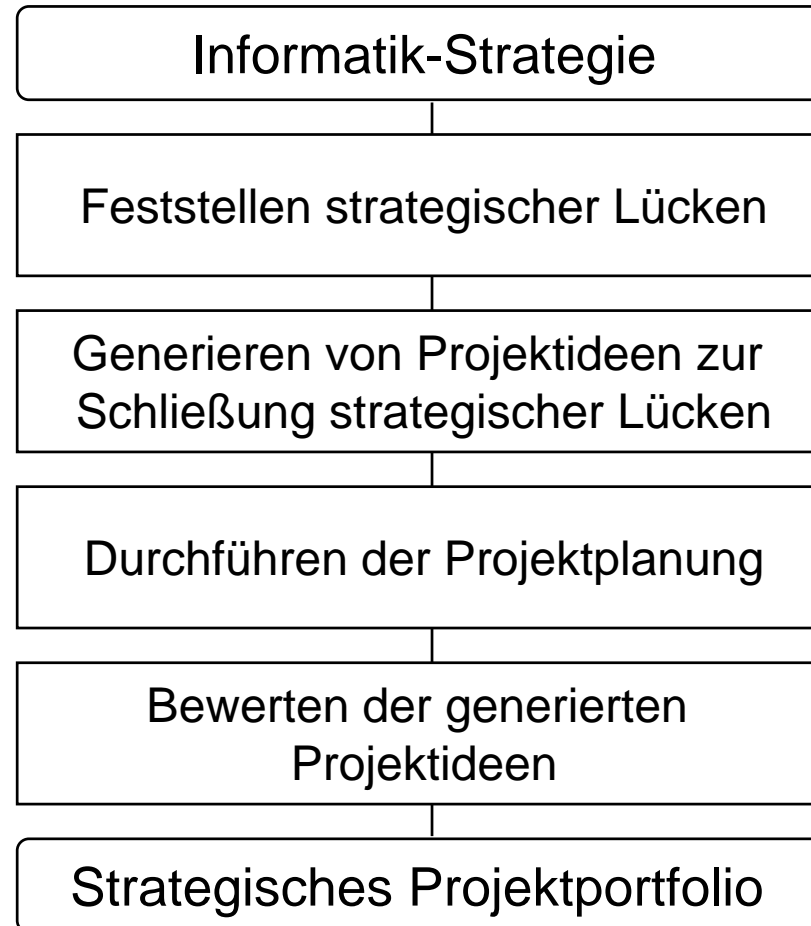 Informatik-Strategie
Feststellen strategischer Lücken
Generieren von Projektideen zur
Schließung strategischer Lücken
Durchführen der Projektplanung
Bewerten der generierten
Projektideen
Strategisches Projektportfolio